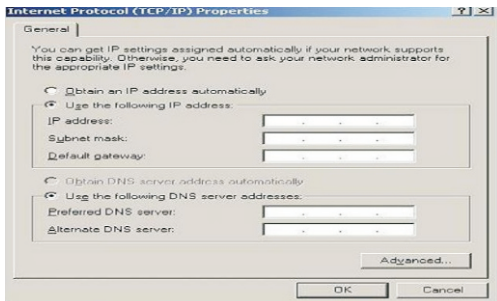 Internet Protocol (TCP/IP) Properties
General
You can get IP settings assigned automatically if your network supports
this capability. Otherwise, you need to ask your network administrator for
the appropriate IP settings.
Obtain an IP address automatically
Use the following IP address:
IP address:
Subnet mask:
Default gateway:
Obtain DNS server address automatically
Use the following DNS server addresses:
Preferred DNS server:
Alternate DNS server:
Advanced...
OK Cancel